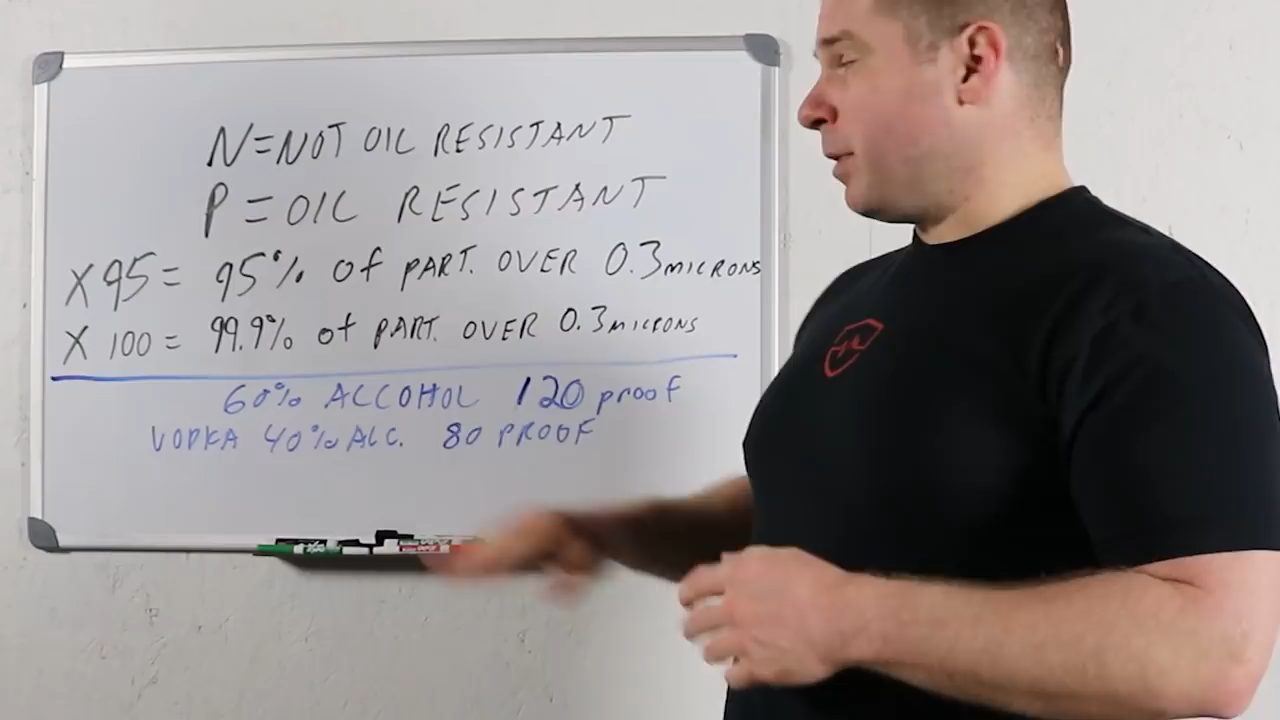 N=NOT OIL RESISTANT
P=OIL RESISTANT
X95= 95% of PART. OVER 0.3MICRONS
X 100= 99.9% of PART. OVER 0.3MICRONS
60% ALCOHOL 120 proof
VODKA 40% ALC. 80 PROOF